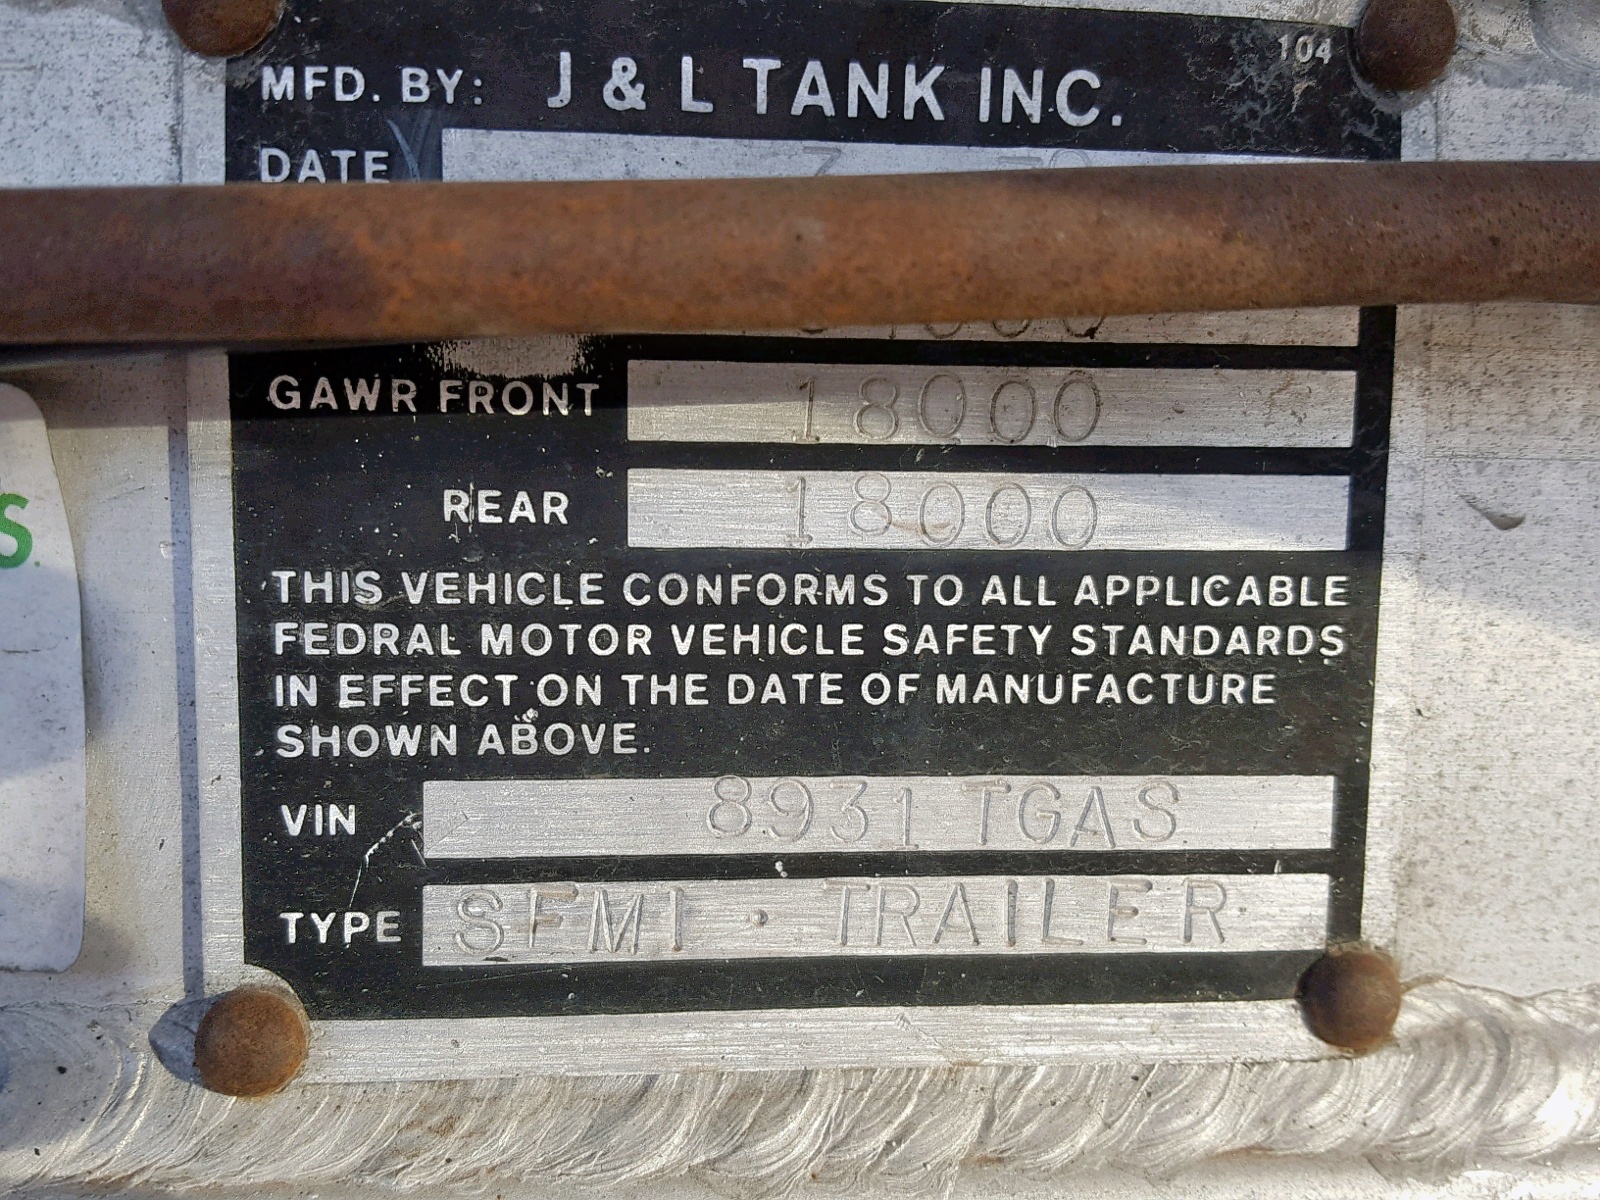 104
MFD. BY: J & L TANK INC.
DATE
GAWR FRONT 18000
REAR 18000
THIS VEHICLE CONFORMS TO ALL APPLICABLE
FEDRAL MOTOR VEHICLE SAFETY STANDARDS
IN EFFECT ON THE DATE OF MANUFACTURE
SHOWN ABOVE.
VIN 8931 TGAS
TYPE SEMI - TRAILER
S.